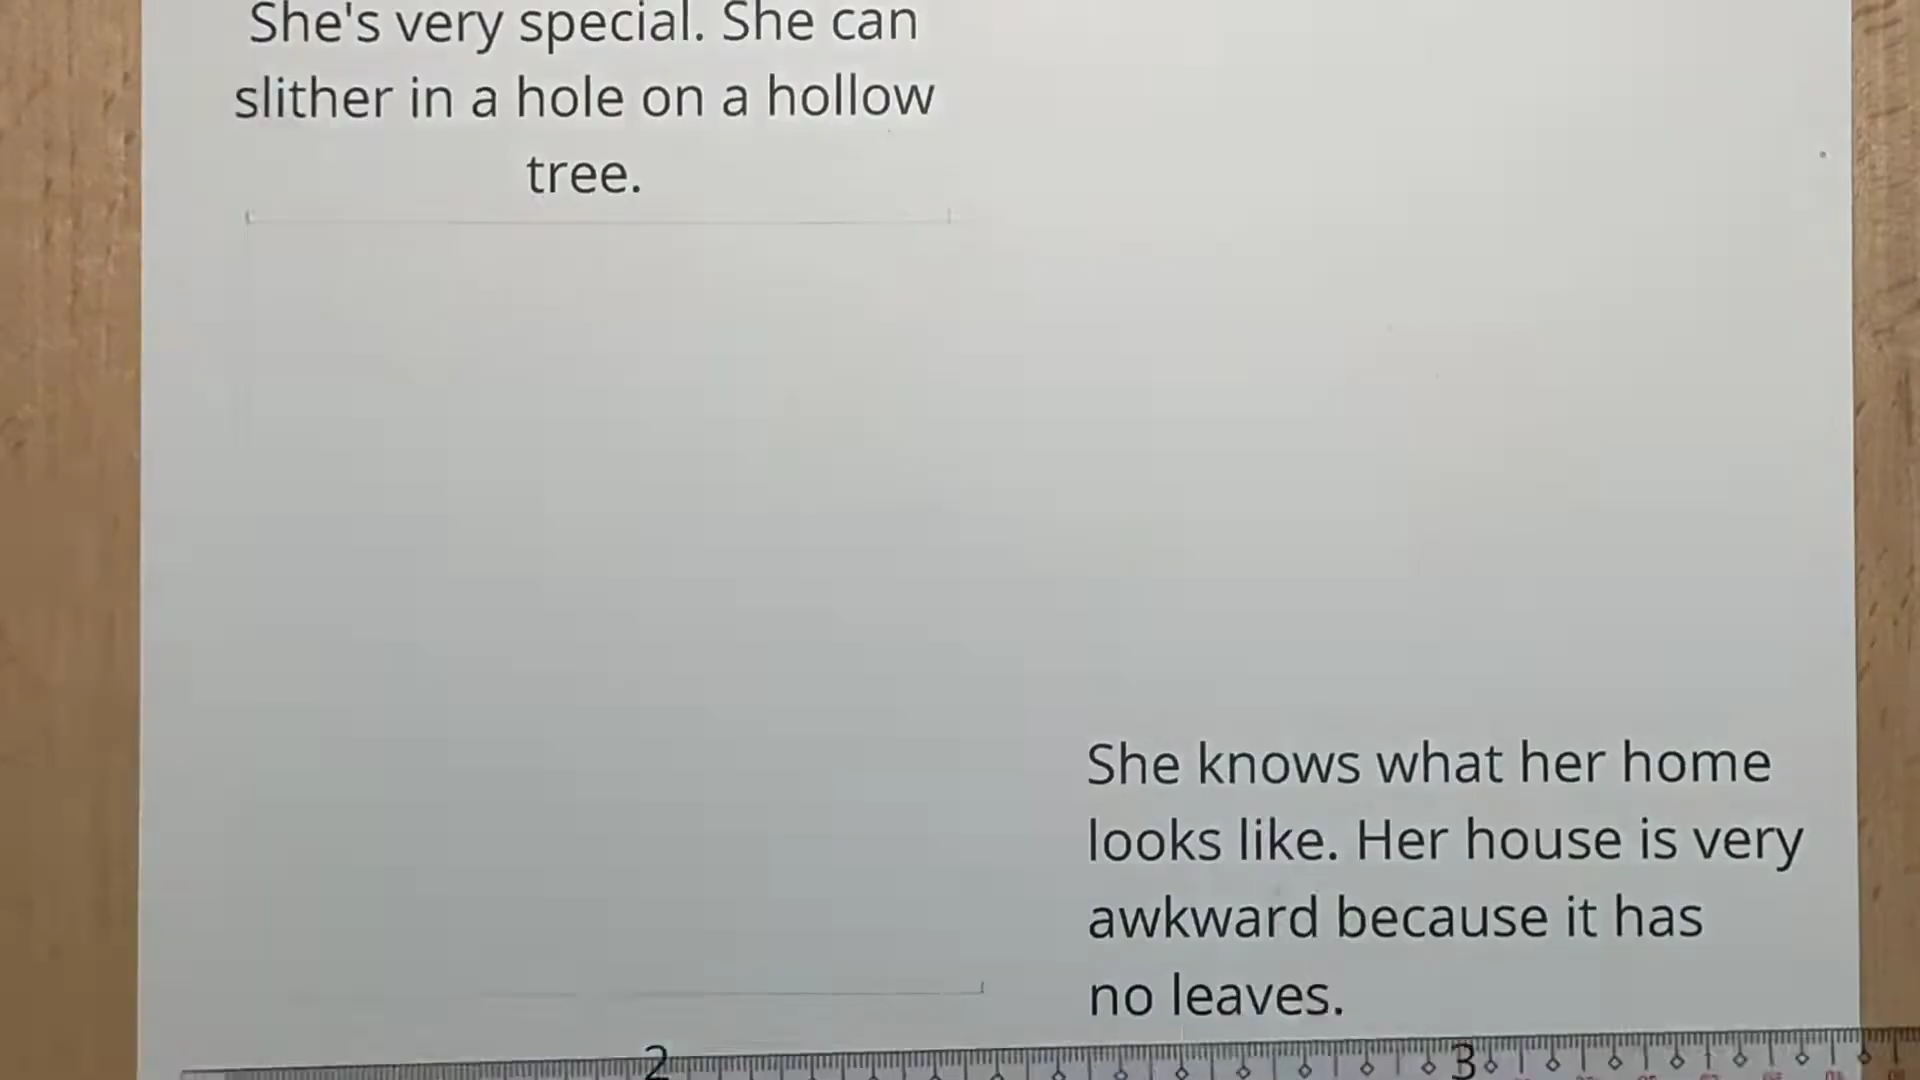 She's very special. She can
slither in a hole on a hollow
tree.
She knows what her home
looks like. Her house is very
awkward because it has
no leaves.
2
3